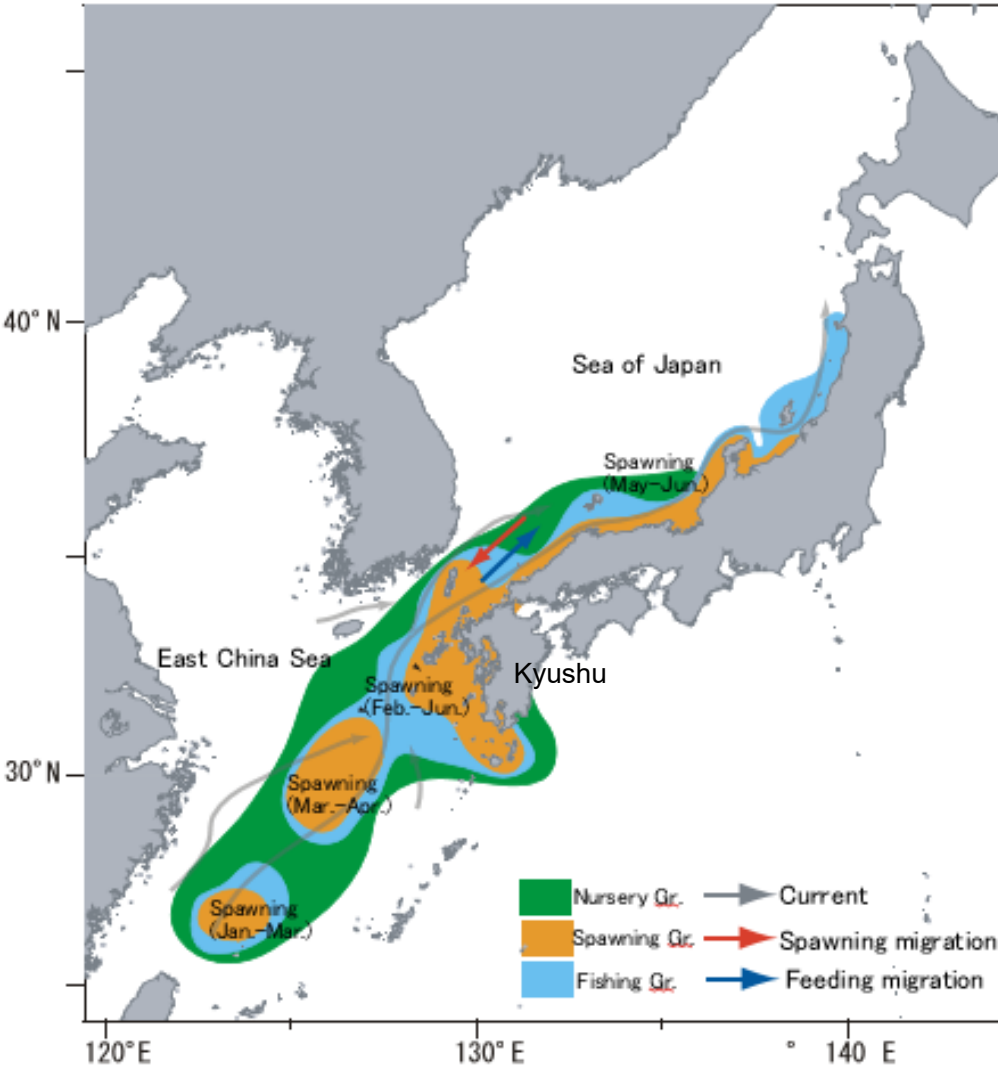 40°N
Sea of Japan
Spawning
(May-Jun.)
East China Sea
Kyushu
Spawning
(Feb.-Jun.)
30°N
Spawning
(Mar.-Apr.)
Spawning
(Jan.-Mar.)
Nursery Gr.
Current
Spawning Gr.
Spawning migration
Fishing Gr.
Feeding migration
120°E
130°E
° 140 E